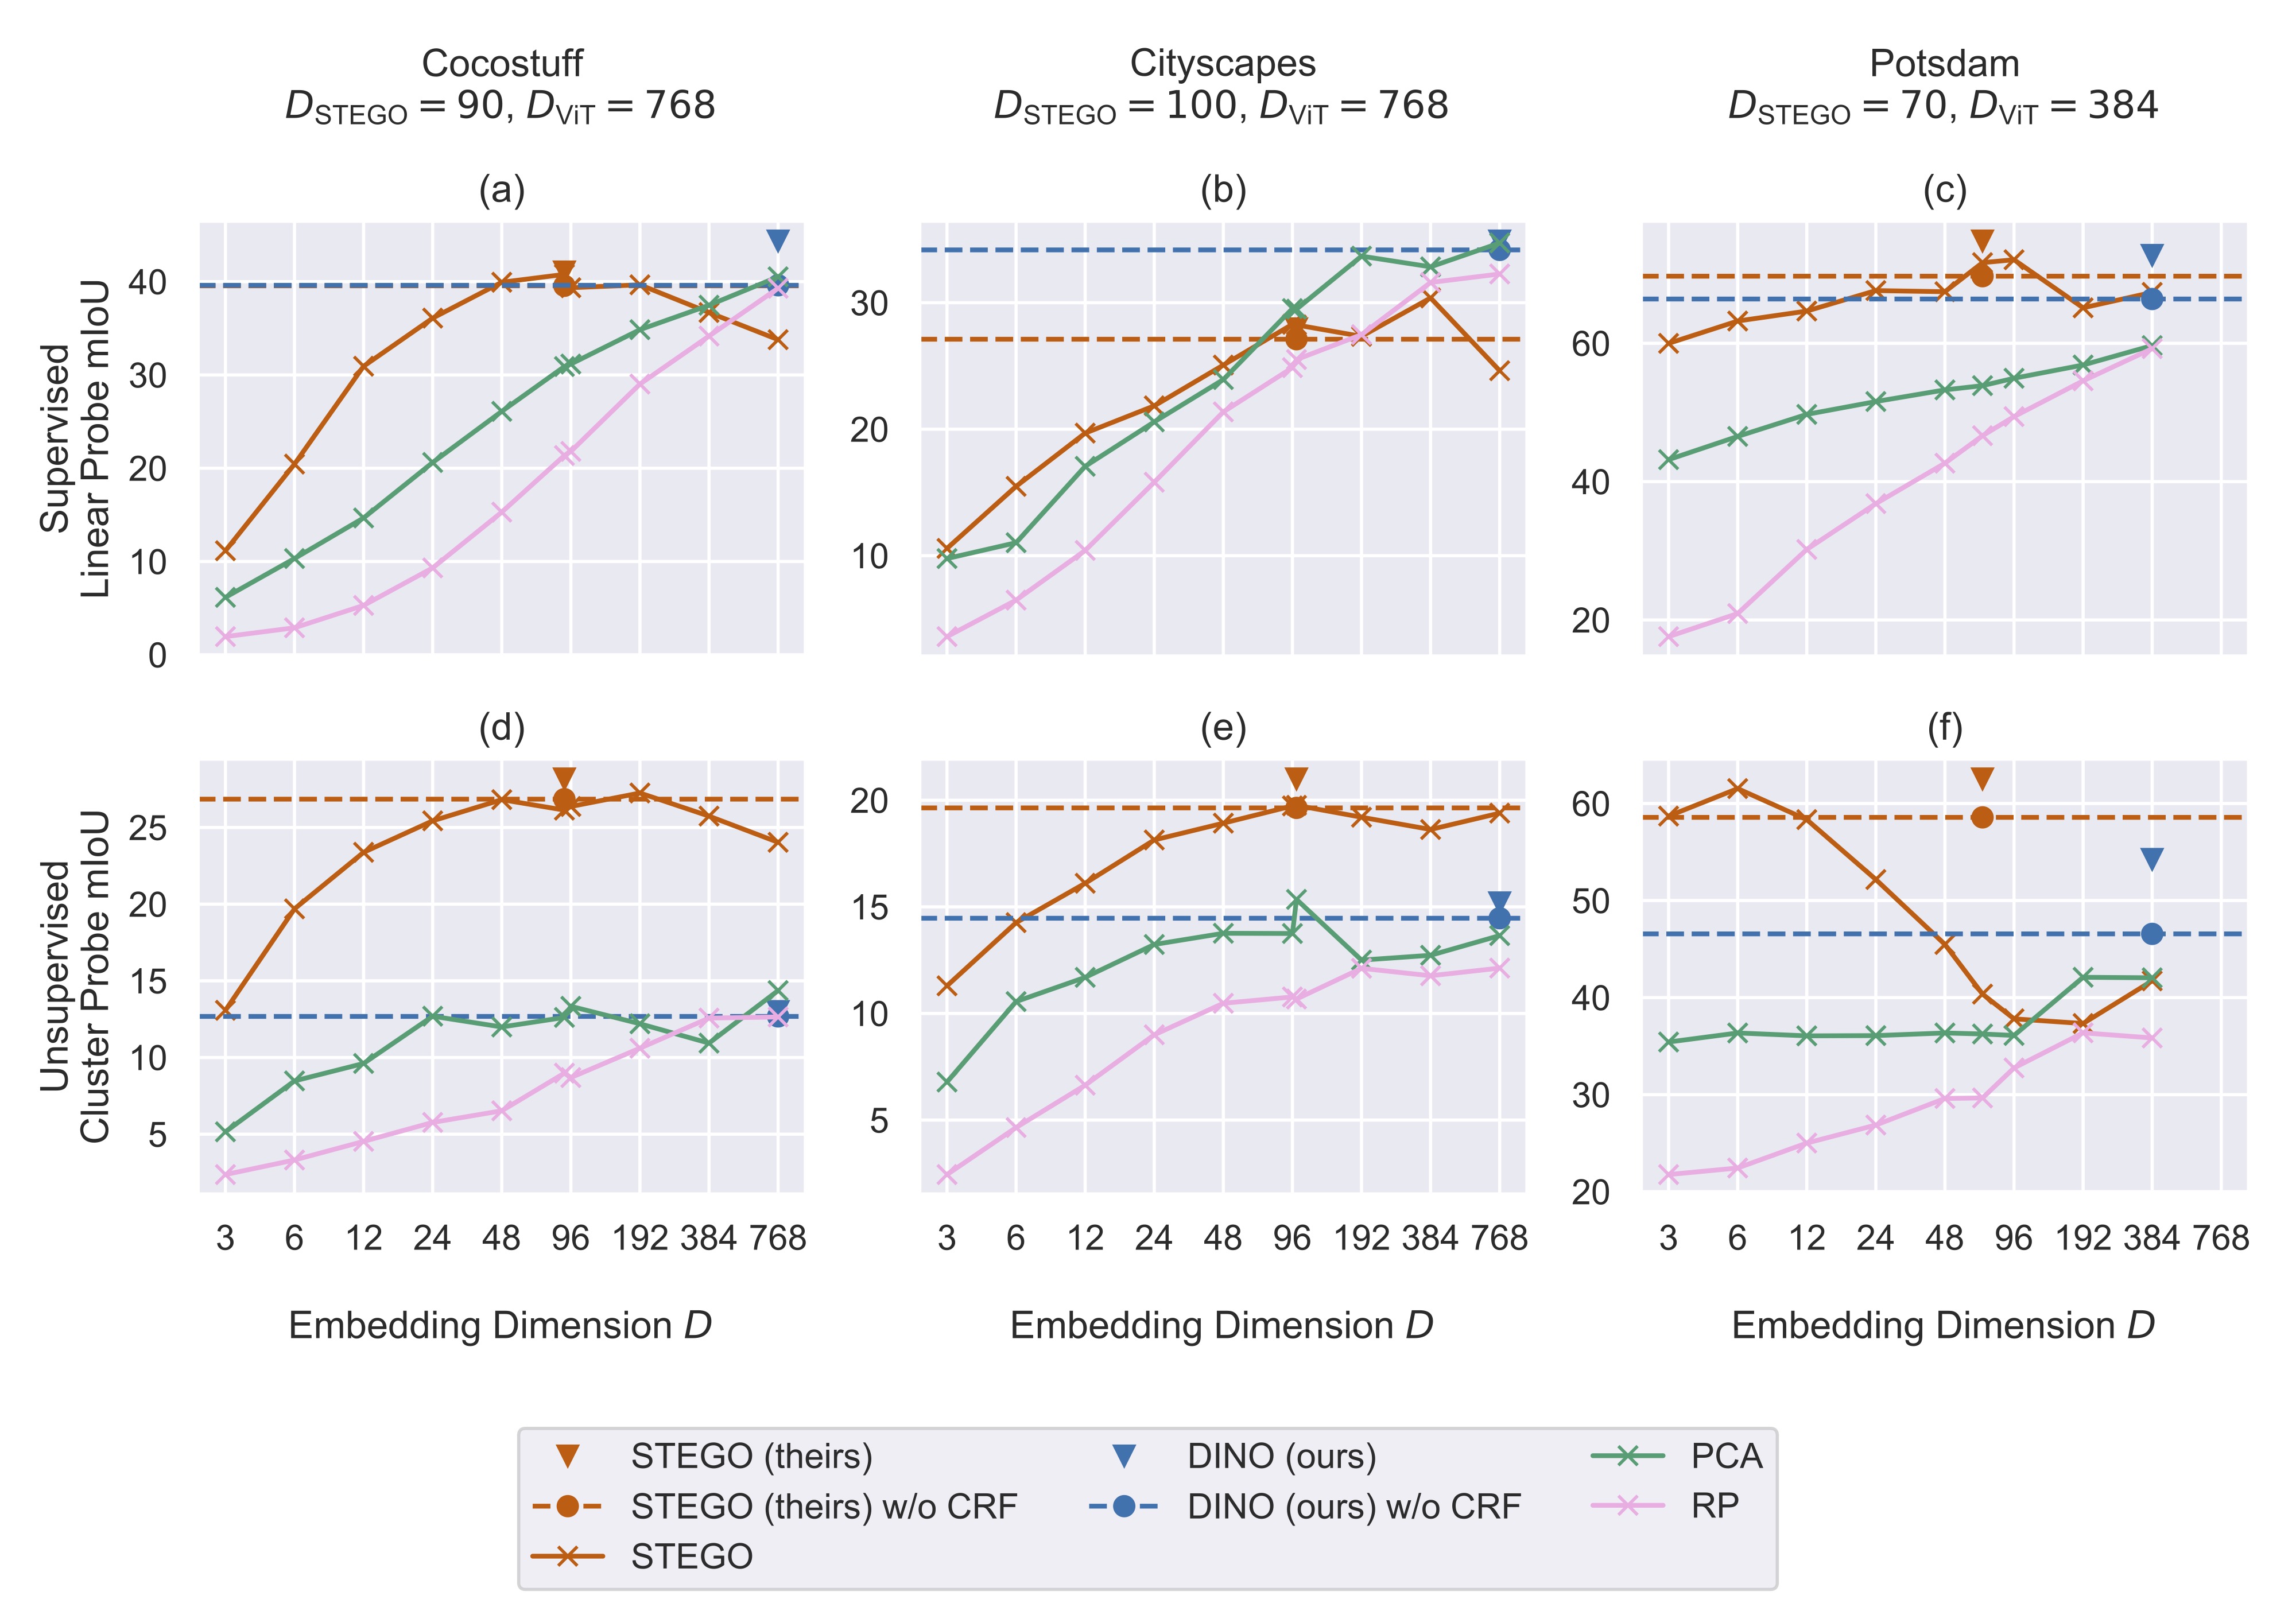 Cocostuff
D_STEGO = 90, D_ViT = 768
Cityscapes
D_STEGO = 100, D_ViT = 768
Potsdam
D_STEGO = 70, D_ViT = 384
(a)
(b)
(c)
Supervised
Linear Probe mIoU
40
30
20
10
0
30
20
10
60
40
20
(d)
(e)
(f)
Unsupervised
Cluster Probe mIoU
25
20
15
10
5
20
15
10
5
60
50
40
30
20
3 6 12 24 48 96 192 384 768
3 6 12 24 48 96 192 384 768
3 6 12 24 48 96 192 384 768
Embedding Dimension D
Embedding Dimension D
Embedding Dimension D
STEGO (theirs)
STEGO (theirs) w/o CRF
STEGO
DINO (ours)
DINO (ours) w/o CRF
PCA
RP